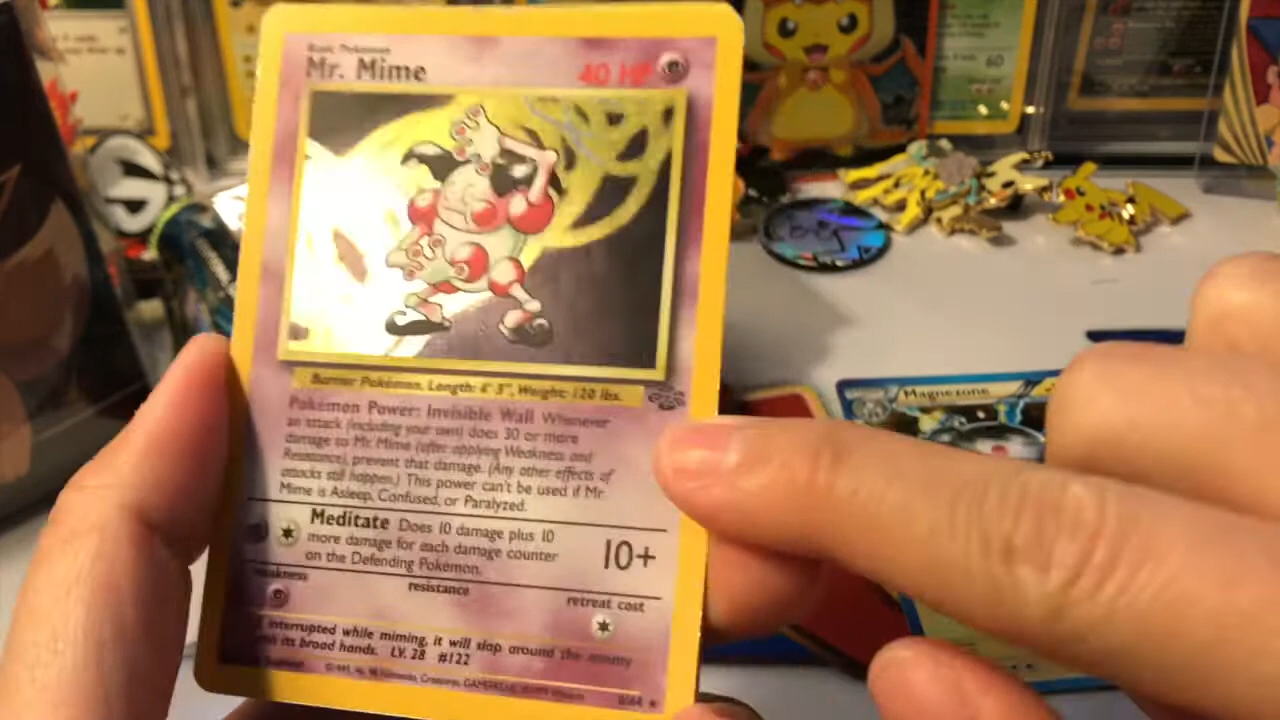 Basic Pokémon
Mr. Mime
40 HP
Barrier Pokémon. Length: 4' 3", Weight: 120 lbs.
Pokémon Power: Invisible Wall Whenever
an attack (including your own) does 30 or more
damage to Mr. Mime (after applying Weakness and
Resistance), prevent that damage. (Any other effects of
attacks still happen.) This power can't be used if Mr.
Mime is Asleep, Confused, or Paralyzed.
Meditate Does 10 damage plus 10
more damage for each damage counter
on the Defending Pokémon.
10+
weakness
resistance
retreat cost
interrupted while miming, it will slap around the enemy
its broad hands. LV. 28 #122
Magnezone
60